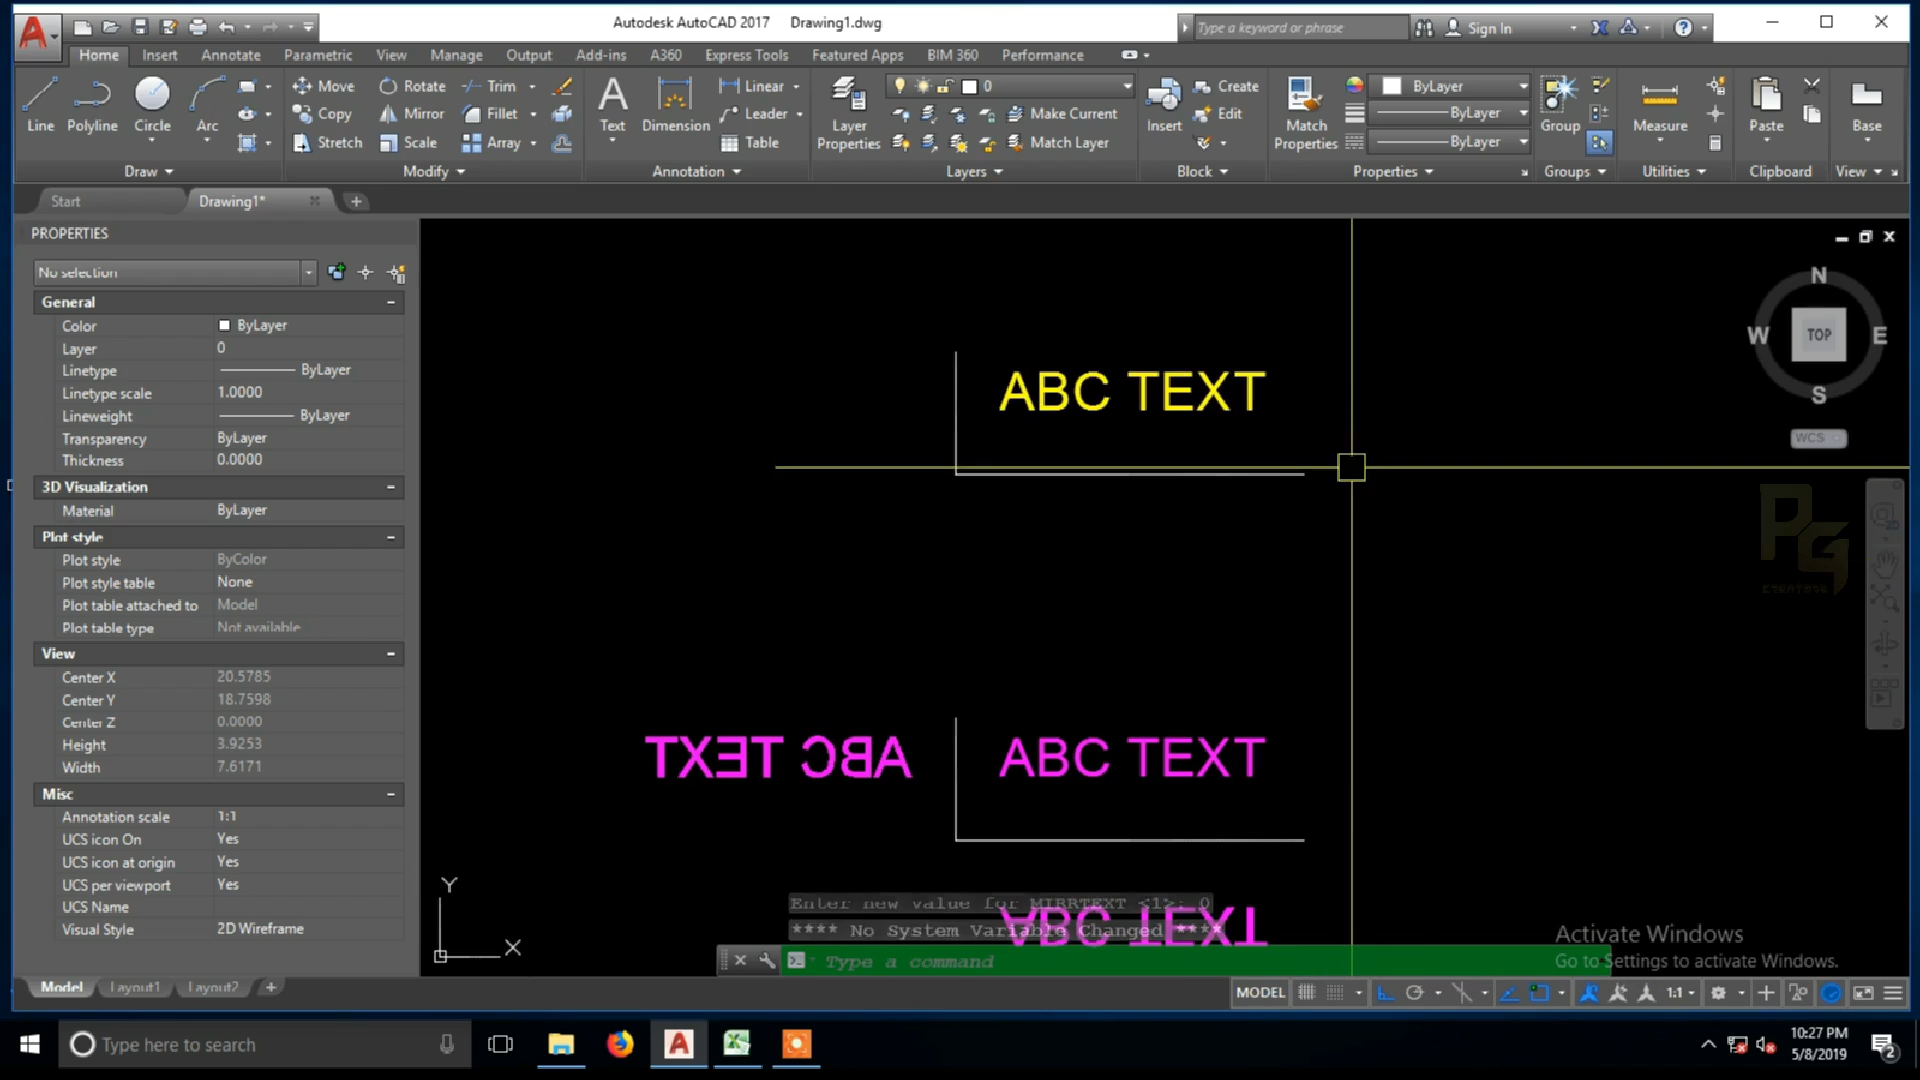 Autodesk AutoCAD 2017 Drawing1.dwg
Type a keyword or phrase
Sign In
Home Insert Annotate Parametric View Manage Output Add-ins A360 Express Tools Featured Apps BIM 360 Performance
Line Polyline Circle Arc
Move Rotate Trim
Copy Mirror Fillet
Stretch Scale Array
Text Dimension
Linear
Leader
Table
Layer Properties
0
Make Current
Match Layer
Insert
Create
Edit
Match Properties
ByLayer
ByLayer
ByLayer
Group
Measure
Paste
Base
Draw Modify Annotation Layers Block Properties Groups Utilities Clipboard View
Start Drawing1*
PROPERTIES
No selection
General
Color ByLayer
Layer 0
Linetype ByLayer
Linetype scale 1.0000
Lineweight ByLayer
Transparency ByLayer
Thickness 0.0000
3D Visualization
Material ByLayer
Plot style
Plot style ByColor
Plot style table None
Plot table attached to Model
Plot table type Not available
View
Center X 20.5785
Center Y 18.7598
Center Z 0.0000
Height 3.9253
Width 7.6171
Misc
Annotation scale 1:1
UCS icon On Yes
UCS icon at origin Yes
UCS per viewport Yes
UCS Name
Visual Style 2D Wireframe
ABC TEXT
N
W TOP E
S
WCS
PG
ABC TEXT ABC TEXT
ABC TEXT
Y
X
Enter new value for MIRRTEXT <1>: 0
**** No System Variable Changed ****
Type a command
Activate Windows
Go to Settings to activate Windows.
Model Layout1 Layout2
MODEL 1:1
Type here to search
10:27 PM
5/8/2019
2